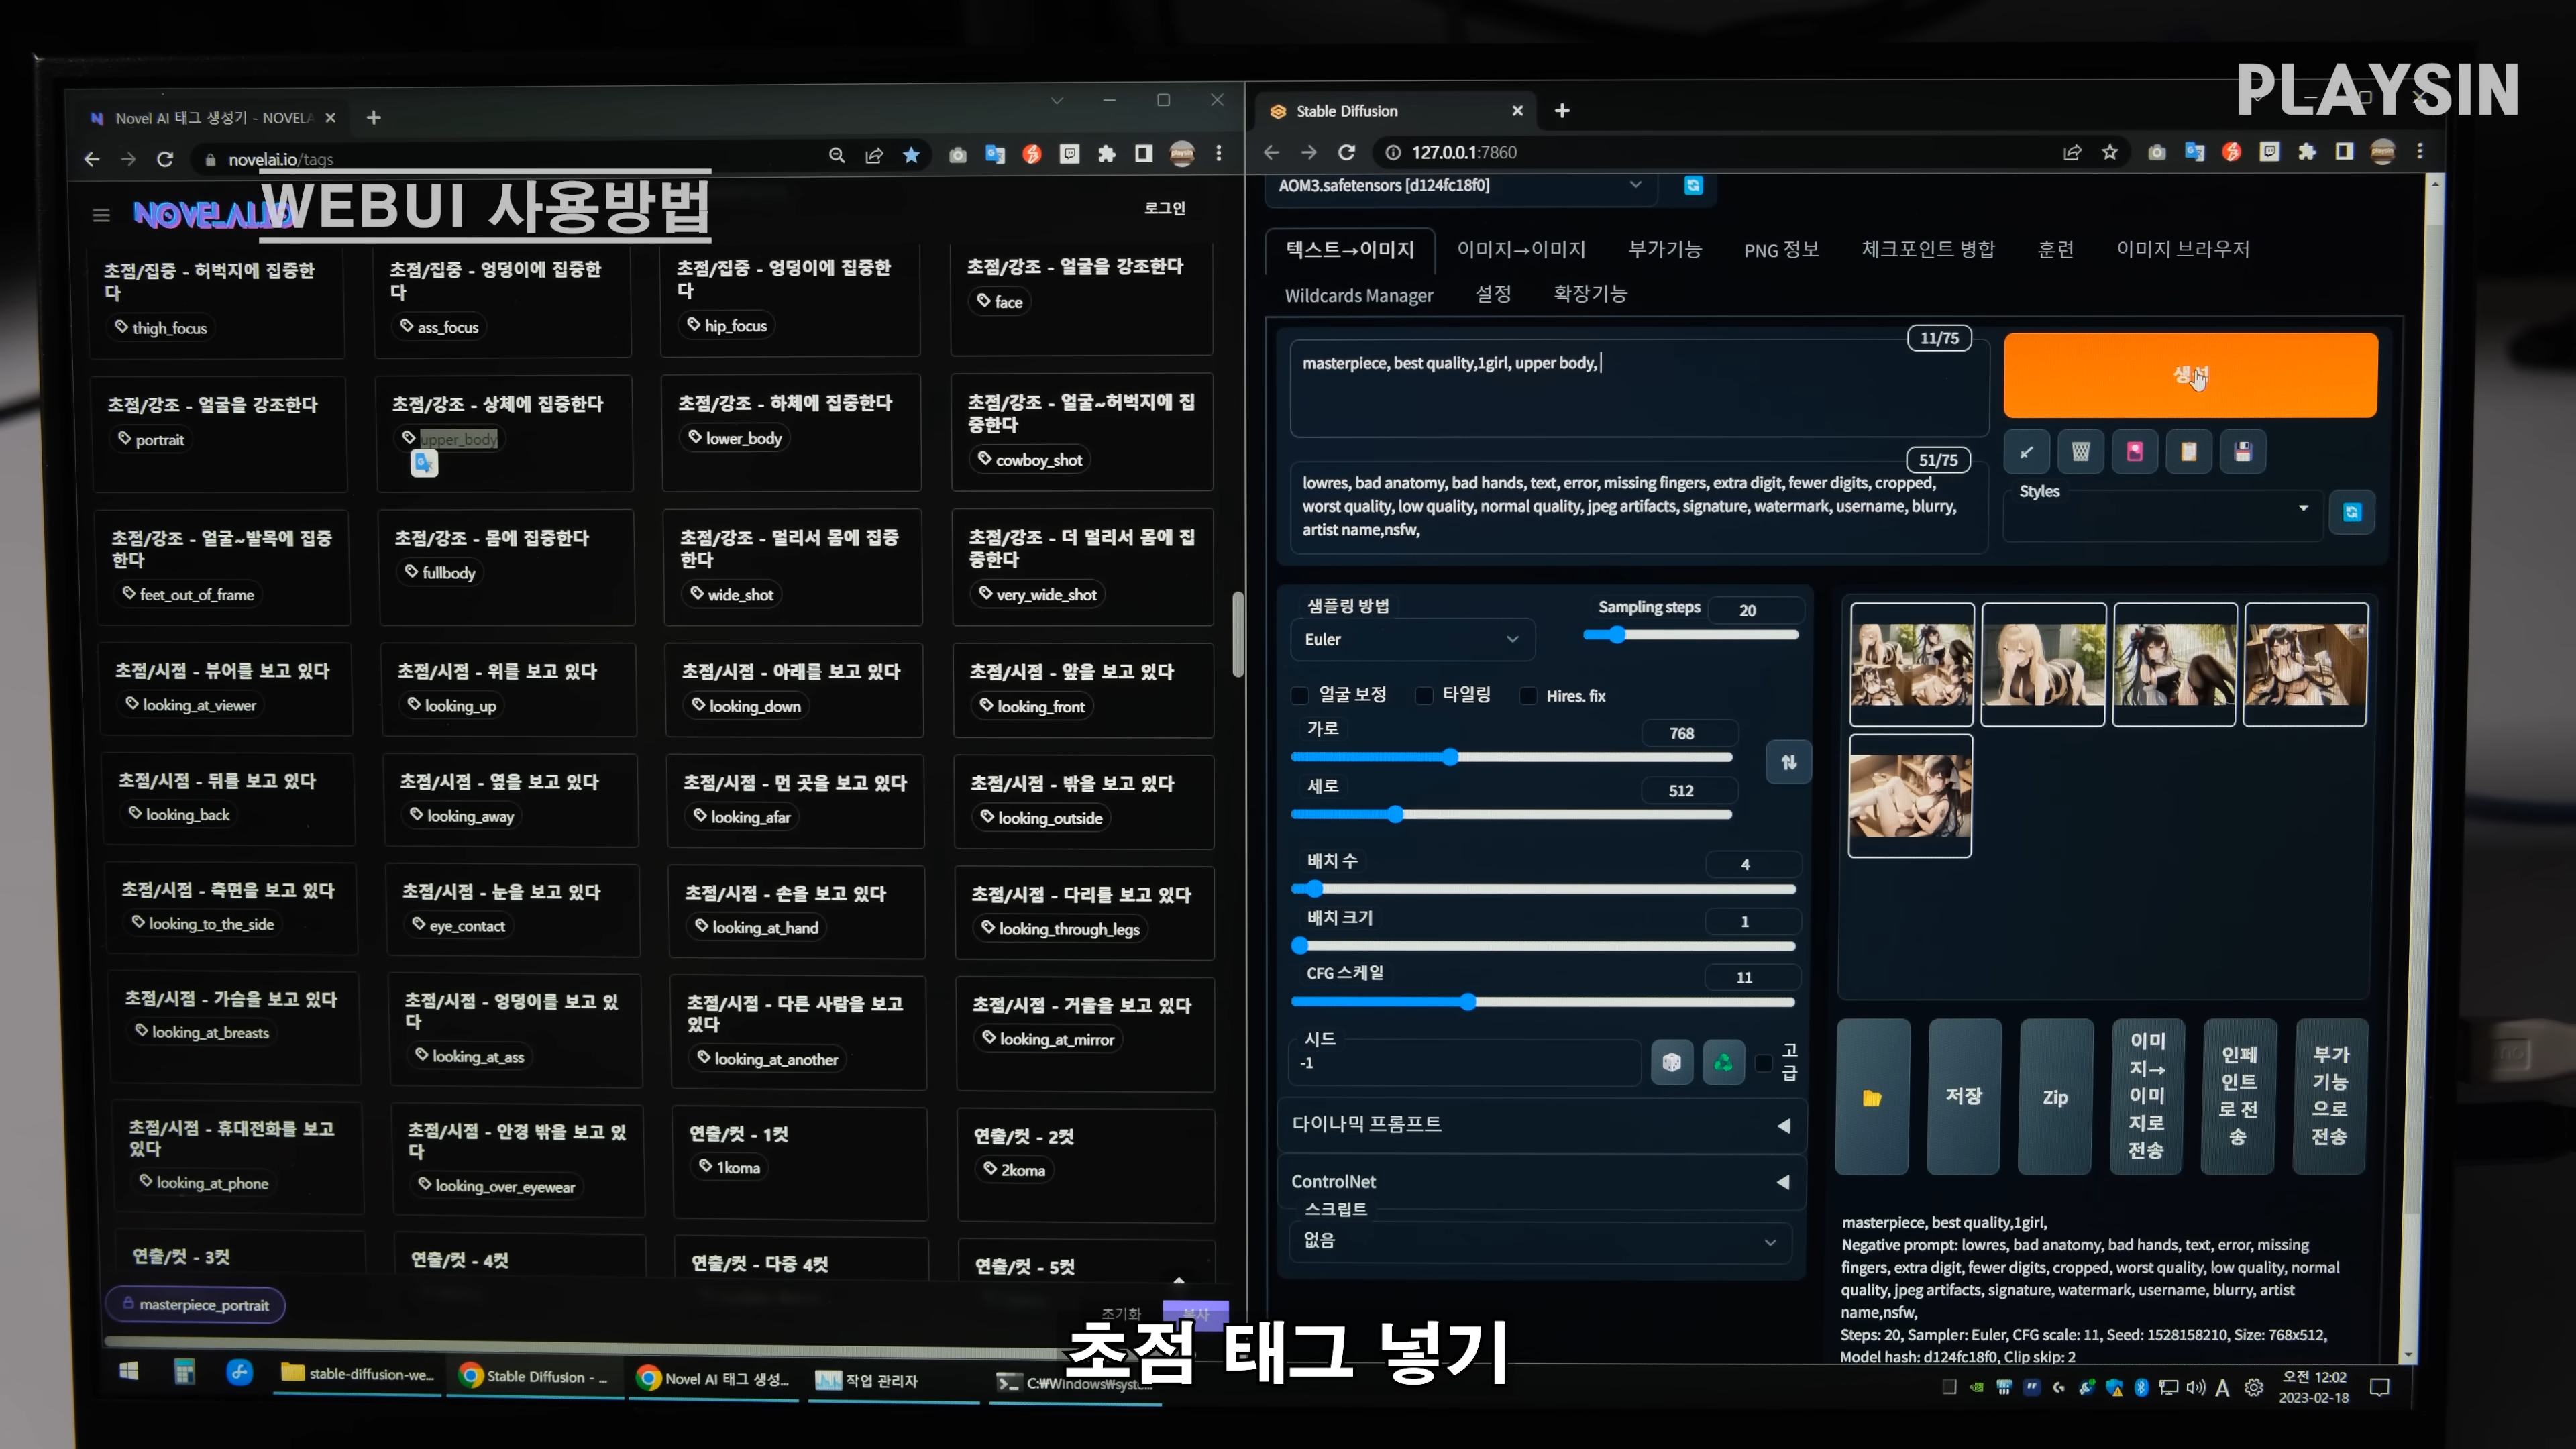 PLAYSIN
Novel AI 태그 생성기 - NOVELA
novelai.io/tags
WEBUI 사용방법
로그인
초점/집중 - 허벅지에 집중한
다
thigh_focus
초점/집중 - 엉덩이에 집중한
다
ass_focus
초점/집중 - 엉덩이에 집중한
다
hip_focus
초점/강조 - 얼굴을 강조한다
face
초점/강조 - 얼굴을 강조한다
portrait
초점/강조 - 상체에 집중한다
upper_body
초점/강조 - 하체에 집중한다
lower_body
초점/강조 - 얼굴~허벅지에 집
중한다
cowboy_shot
초점/강조 - 얼굴~발목에 집중
한다
feet_out_of_frame
초점/강조 - 몸에 집중한다
fullbody
초점/강조 - 멀리서 몸에 집중
한다
wide_shot
초점/강조 - 더 멀리서 몸에 집
중한다
very_wide_shot
초점/시점 - 뷰어를 보고 있다
looking_at_viewer
초점/시점 - 위를 보고 있다
looking_up
초점/시점 - 아래를 보고 있다
looking_down
초점/시점 - 앞을 보고 있다
looking_front
초점/시점 - 뒤를 보고 있다
looking_back
초점/시점 - 옆을 보고 있다
looking_away
초점/시점 - 먼 곳을 보고 있다
looking_afar
초점/시점 - 밖을 보고 있다
looking_outside
초점/시점 - 측면을 보고 있다
looking_to_the_side
초점/시점 - 눈을 보고 있다
eye_contact
초점/시점 - 손을 보고 있다
looking_at_hand
초점/시점 - 다리를 보고 있다
looking_through_legs
초점/시점 - 가슴을 보고 있다
looking_at_breasts
초점/시점 - 엉덩이를 보고 있
다
looking_at_ass
초점/시점 - 다른 사람을 보고
있다
looking_at_another
초점/시점 - 거울을 보고 있다
looking_at_mirror
초점/시점 - 휴대전화를 보고
있다
looking_at_phone
초점/시점 - 안경 밖을 보고 있
다
looking_over_eyewear
연출/컷 - 1컷
1koma
연출/컷 - 2컷
2koma
연출/컷 - 3컷
연출/컷 - 4컷
연출/컷 - 다중 4컷
연출/컷 - 5컷
masterpiece_portrait
초기화
Stable Diffusion
127.0.0.1:7860
AOM3.safetensors [d124fc18f0]
텍스트→이미지
이미지→이미지
부가기능
PNG 정보
체크포인트 병합
훈련
이미지 브라우저
Wildcards Manager
설정
확장기능
11/75
masterpiece, best quality,1girl, upper body,
51/75
lowres, bad anatomy, bad hands, text, error, missing fingers, extra digit, fewer digits, cropped,
worst quality, low quality, normal quality, jpeg artifacts, signature, watermark, username, blurry,
artist name,nsfw,
Styles
샘플링 방법
Euler
Sampling steps
20
얼굴 보정
타일링
Hires. fix
가로
768
세로
512
배치 수
4
배치 크기
1
CFG 스케일
11
시드
-1
고
급
다이나믹 프롬프트
ControlNet
스크립트
없음
저장
Zip
이미
지→
이미
지로
전송
인페
인트
로 전
송
부가
기능
으로
전송
masterpiece, best quality,1girl,
Negative prompt: lowres, bad anatomy, bad hands, text, error, missing
fingers, extra digit, fewer digits, cropped, worst quality, low quality, normal
quality, jpeg artifacts, signature, watermark, username, blurry, artist
name,nsfw,
Steps: 20, Sampler: Euler, CFG scale: 11, Seed: 1528158210, Size: 768x512,
Model hash: d124fc18f0, Clip skip: 2
초점 태그 넣기
stable-diffusion-we...
Stable Diffusion - ...
Novel AI 태그 생성...
작업 관리자
C:₩Windows₩syste...
A
오전 12:02
2023-02-18